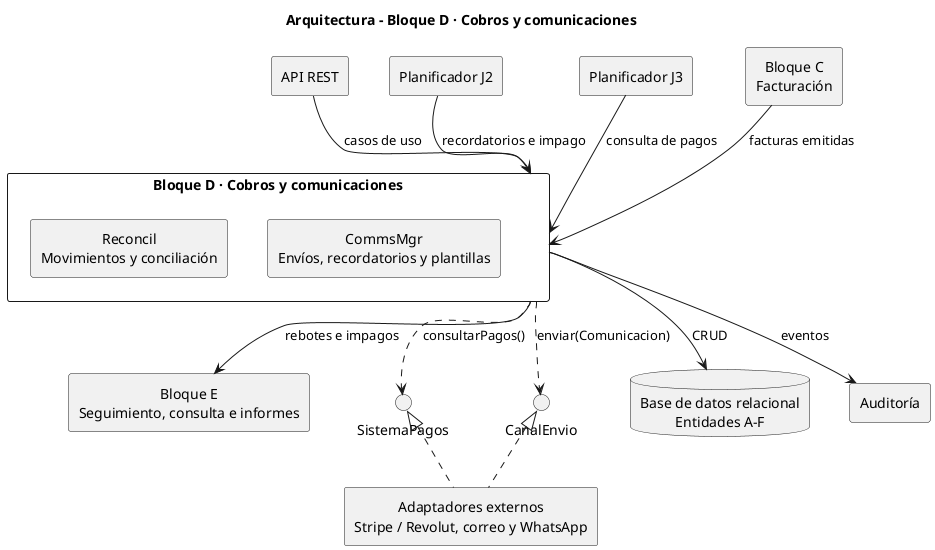 Arquitectura - Bloque D · Cobros y comunicaciones
API REST
Planificador J2
Planificador J3
Bloque C
Facturación
casos de uso
recordatorios e impago
consulta de pagos
facturas emitidas
Bloque D · Cobros y comunicaciones
Reconcil
Movimientos y conciliación
CommsMgr
Envíos, recordatorios y plantillas
rebotes e impagos
consultarPagos()
enviar(Comunicacion)
CRUD
eventos
Bloque E
Seguimiento, consulta e informes
SistemaPagos
CanalEnvio
Base de datos relacional
Entidades A-F
Auditoría
Adaptadores externos
Stripe / Revolut, correo y WhatsApp